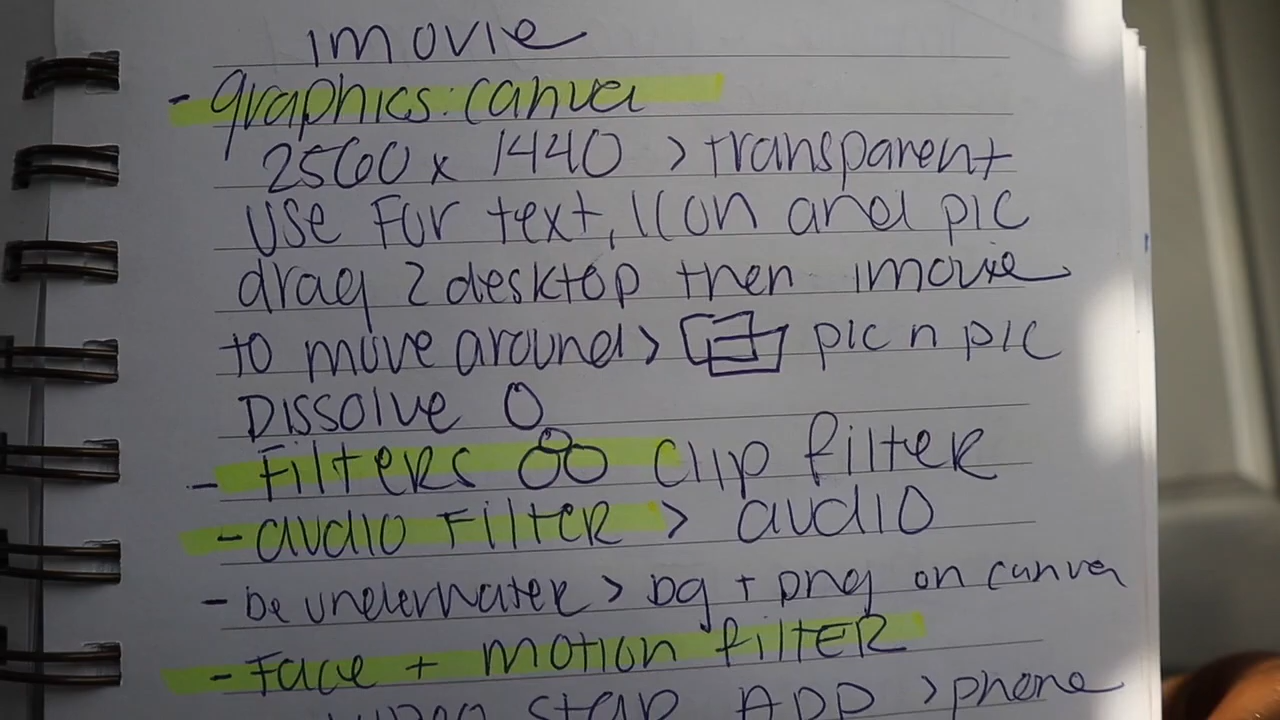 imovie
- graphics: canva
2560 x 1440 > transparent
use for text, icon and pic
drag 2 desktop then imovie
to move around > pic n pic
Dissolve 0
- Filters clip filter
- audio filter > audio
- be underwater > bg + png on canva
- Face + motion filter
snap app > phone